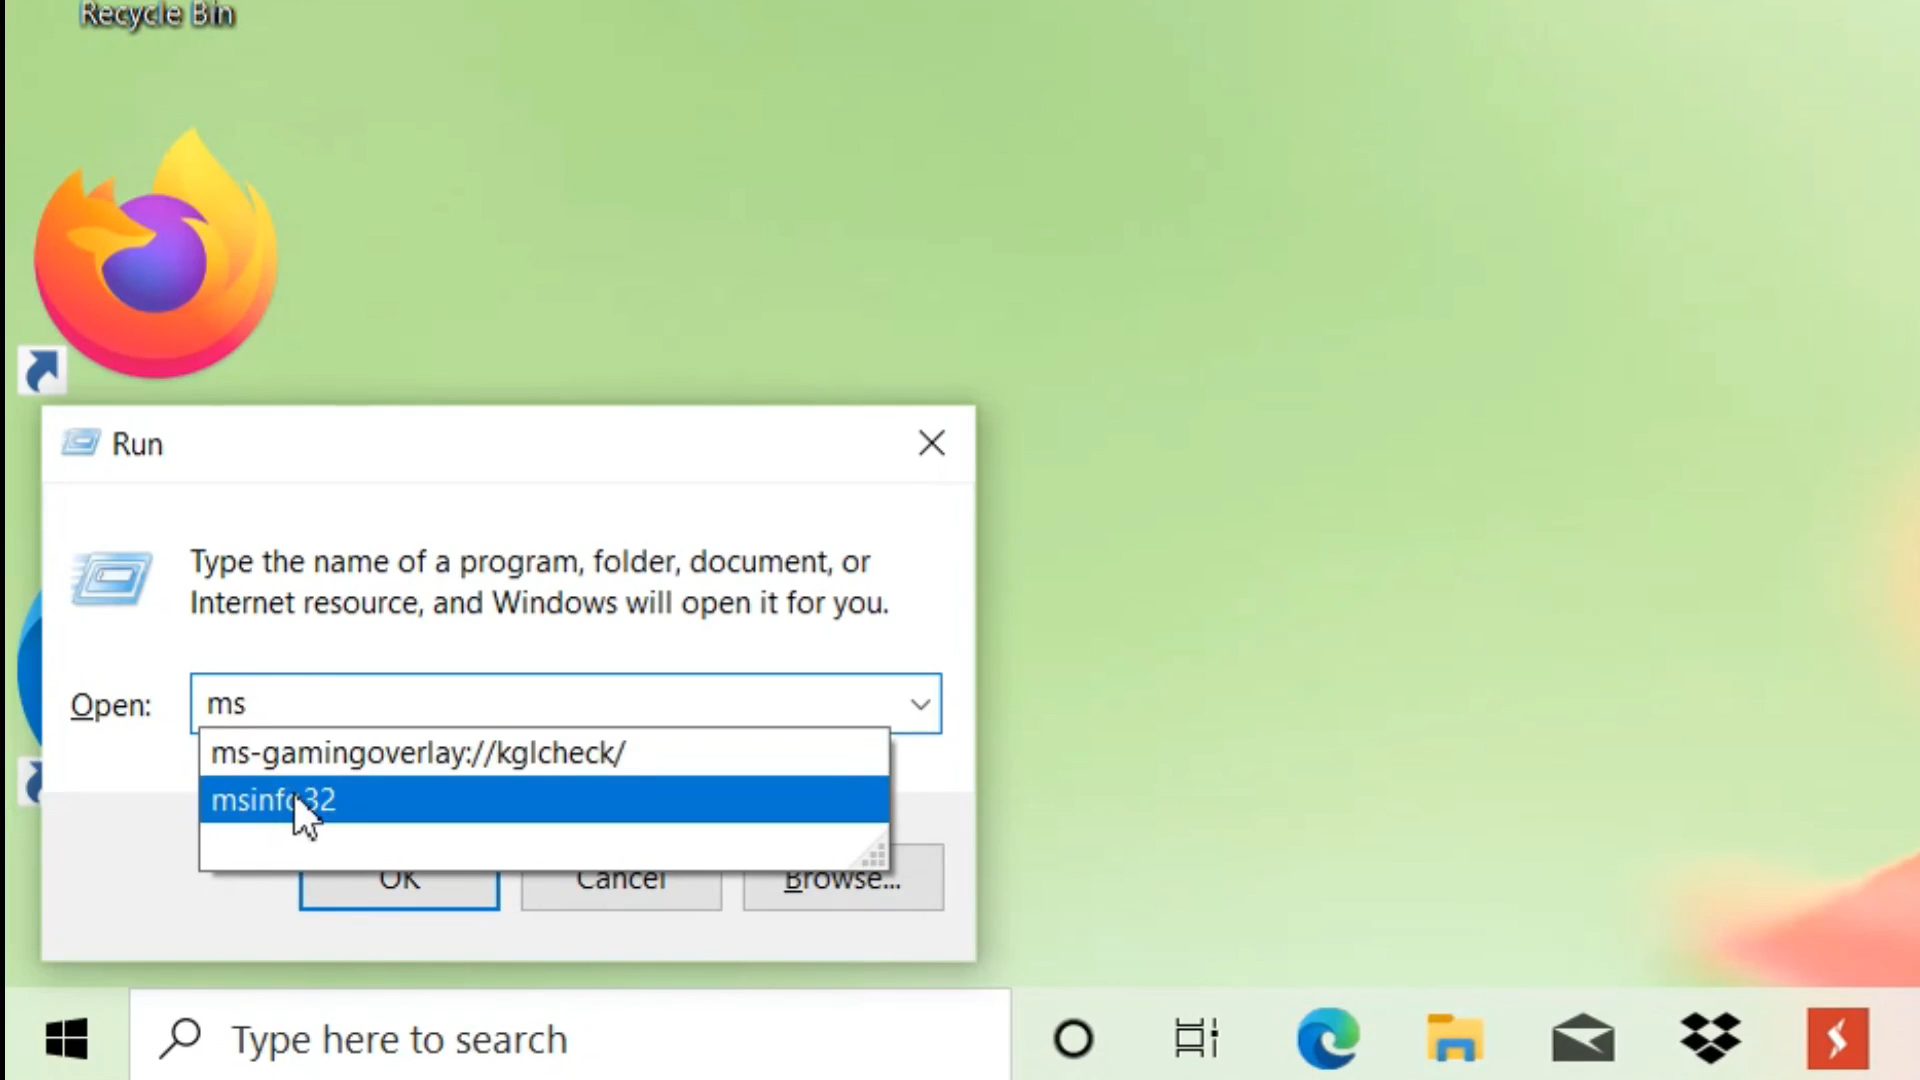 Recycle Bin
Run
Type the name of a program, folder, document, or
Internet resource, and Windows will open it for you.
Open:
ms
ms-gamingoverlay://kglcheck/
msinfo32
OK
Cancel
Browse...
Type here to search